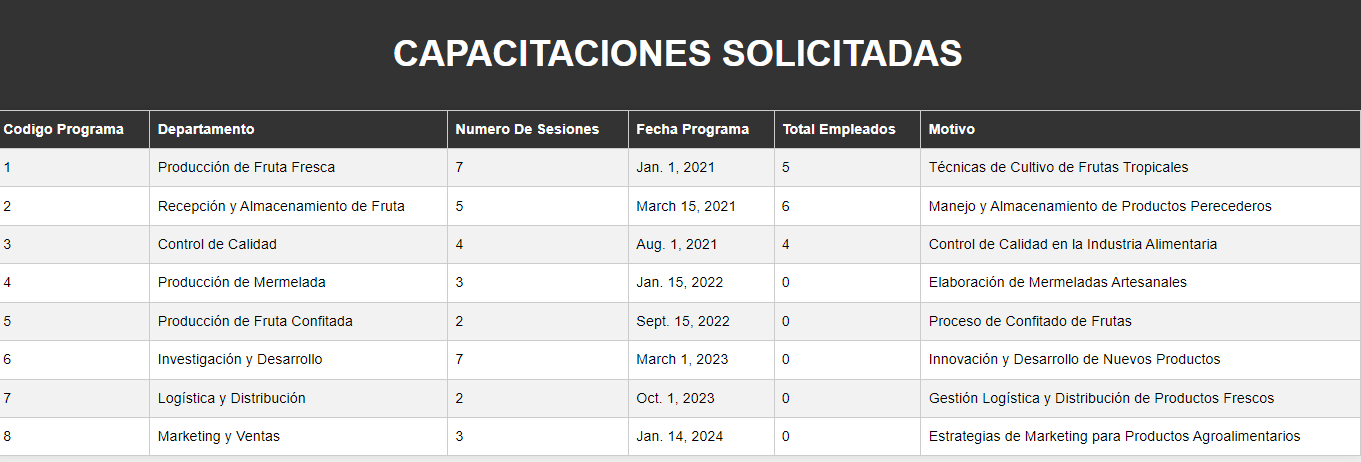 CAPACITACIONES SOLICITADAS
Codigo Programa Departamento Numero De Sesiones Fecha Programa Total Empleados Motivo
1 Producción de Fruta Fresca 7 Jan. 1, 2021 5 Técnicas de Cultivo de Frutas Tropicales
2 Recepción y Almacenamiento de Fruta 5 March 15, 2021 6 Manejo y Almacenamiento de Productos Perecederos
3 Control de Calidad 4 Aug. 1, 2021 4 Control de Calidad en la Industria Alimentaria
4 Producción de Mermelada 3 Jan. 15, 2022 0 Elaboración de Mermeladas Artesanales
5 Producción de Fruta Confitada 2 Sept. 15, 2022 0 Proceso de Confitado de Frutas
6 Investigación y Desarrollo 7 March 1, 2023 0 Innovación y Desarrollo de Nuevos Productos
7 Logística y Distribución 2 Oct. 1, 2023 0 Gestión Logística y Distribución de Productos Frescos
8 Marketing y Ventas 3 Jan. 14, 2024 0 Estrategias de Marketing para Productos Agroalimentarios